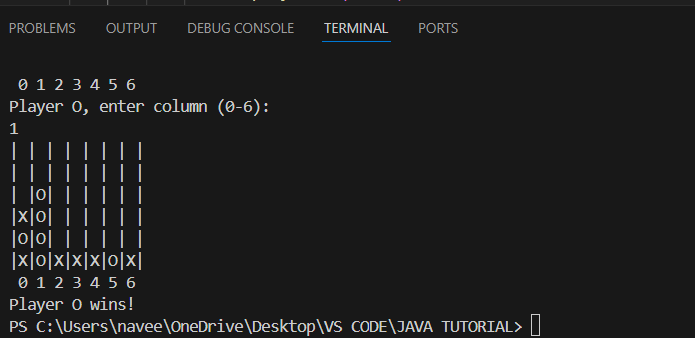 PROBLEMS OUTPUT DEBUG CONSOLE TERMINAL PORTS
 0 1 2 3 4 5 6
Player O, enter column (0-6):
1
| | | | | | | |
| | | | | | | |
| |O| | | | | |
|X|O| | | | | |
|O|O| | | | | |
|X|O|X|X|X|O|X|
 0 1 2 3 4 5 6
Player O wins!
PS C:\Users\navee\OneDrive\Desktop\VS CODE\JAVA TUTORIAL>